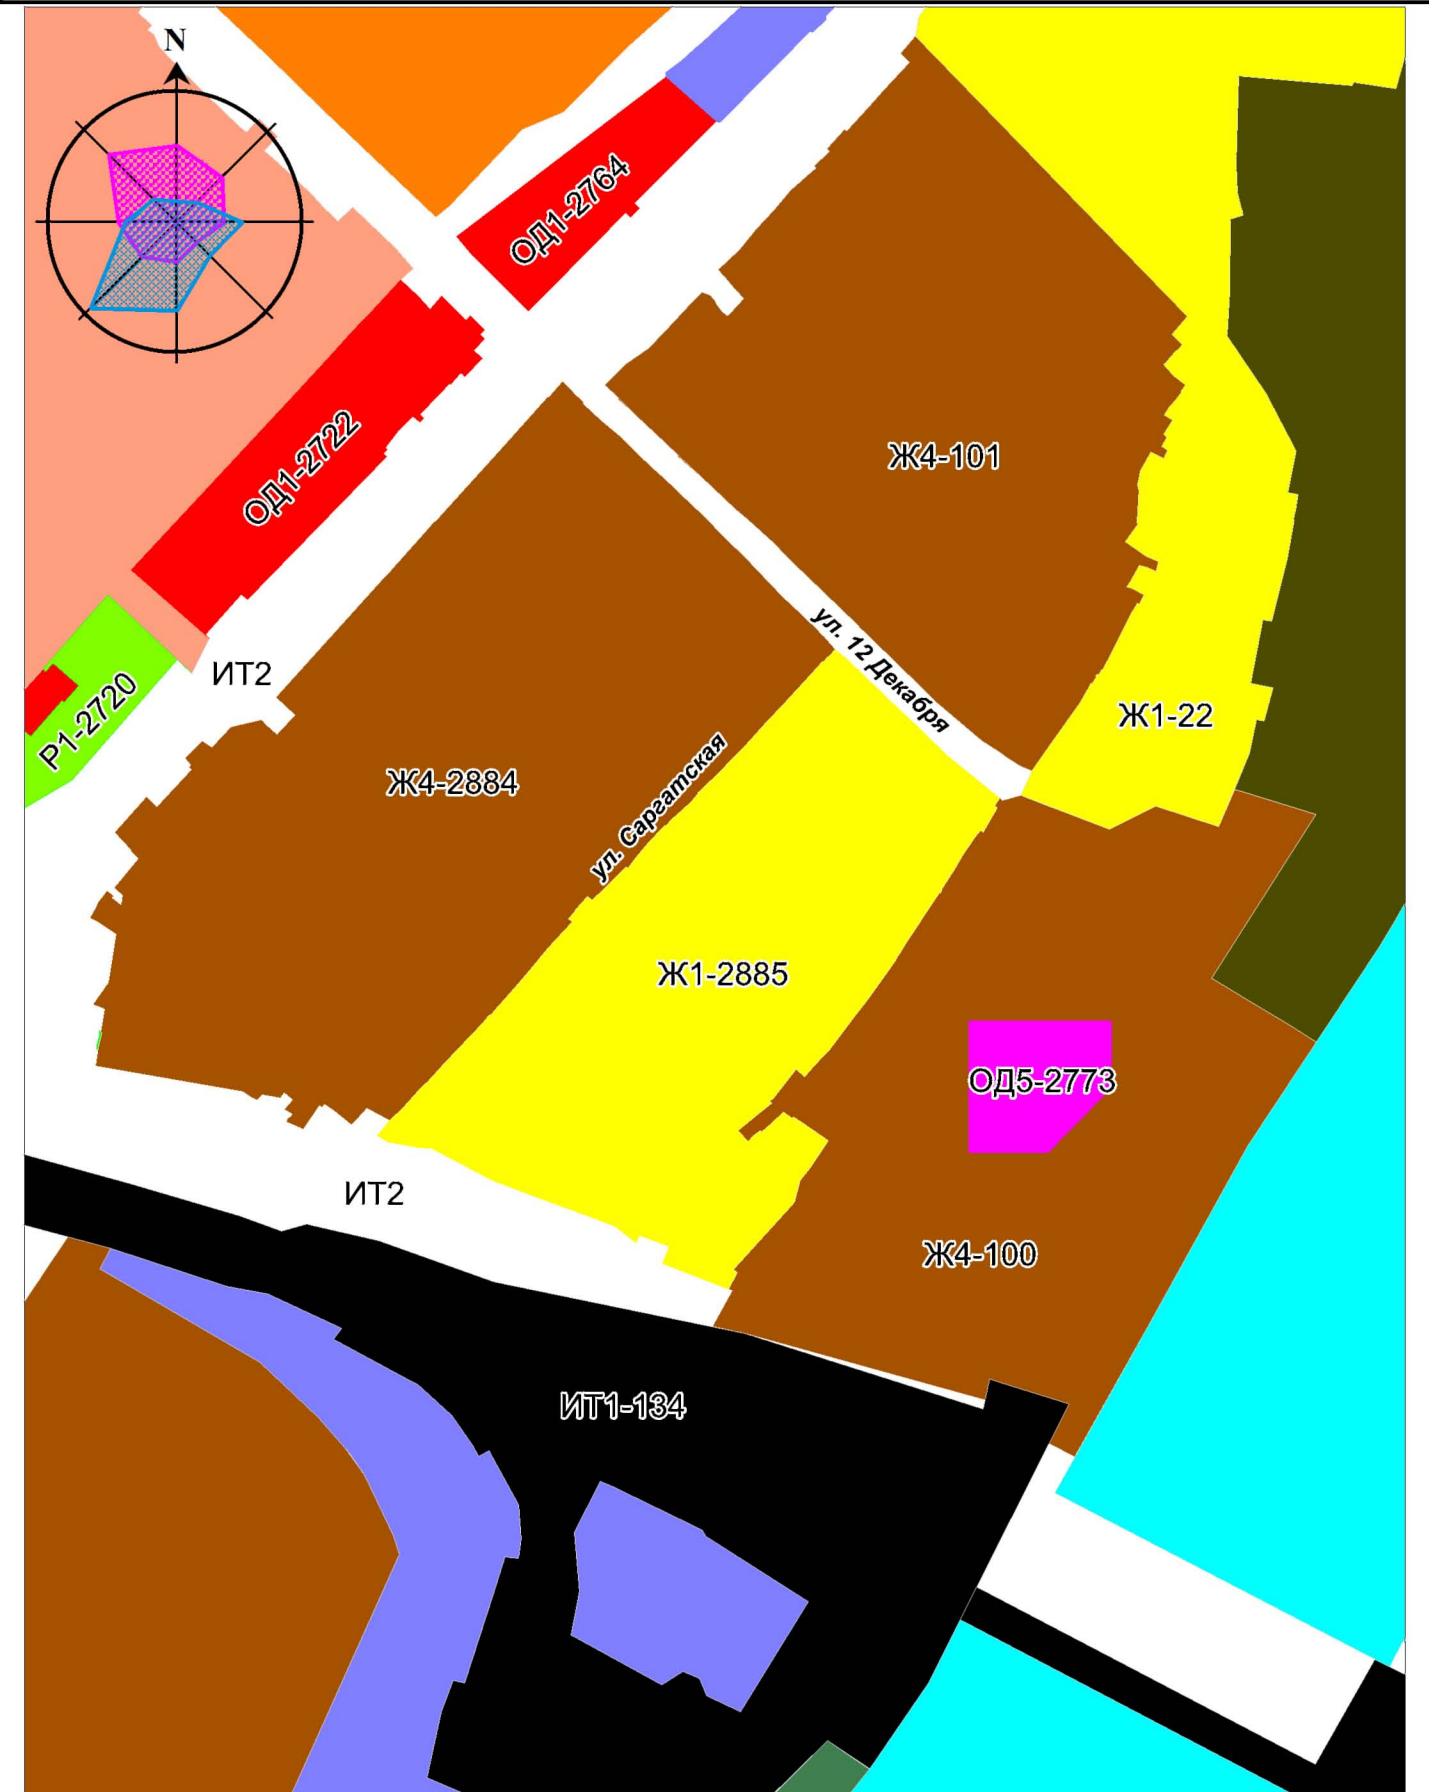 N
ОД1-2764
ОД1-2722
Ж4-101
ул. 12 Декабря
ИТ2
Р1-2720
Ж1-22
Ж4-2884
ул. Саргатская
Ж1-2885
ОД5-2773
ИТ2
Ж4-100
ИТ1-134